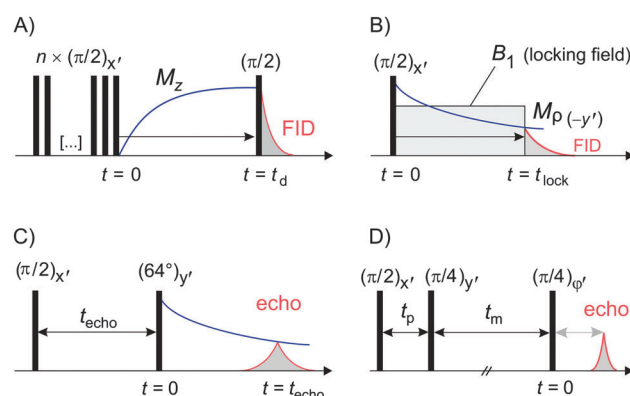 A)
n × (π/2)x′
Mz
(π/2)
FID
[...]
t = 0
t = td
B)
(π/2)x′
B1 (locking field)
Mρ (−y′)
FID
t = 0
t = tlock
C)
(π/2)x′
(64°)y′
echo
techo
t = 0
t = techo
D)
(π/2)x′
(π/4)y′
(π/4)φ′
echo
tp
tm
t = 0